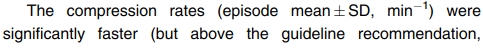 The compression rates (episode mean ± SD, min⁻¹) were
significantly faster (but above the guideline recommendation,